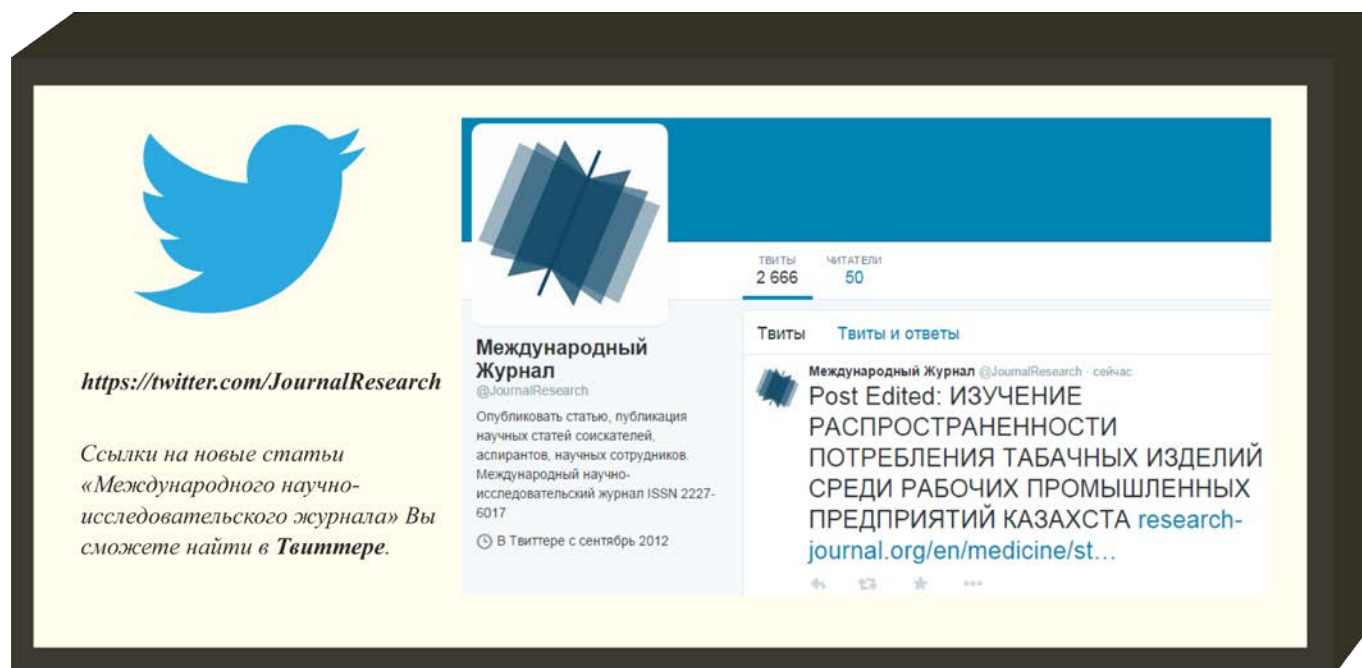 https://twitter.com/JournalResearch
Ссылки на новые статьи
«Международного научно-
исследовательского журнала» Вы
сможете найти в Твиттере.
ТВИТЫ
2 666
ЧИТАТЕЛИ
50
Международный
Журнал
@JournalResearch
Опубликовать статью, публикация
научных статей соискателей,
аспирантов, научных сотрудников.
Международный научно-
исследовательский журнал ISSN 2227-
6017
В Твиттере с сентябрь 2012
Твиты Твиты и ответы
Международный Журнал @JournalResearch · сейчас
Post Edited: ИЗУЧЕНИЕ
РАСПРОСТРАНЕННОСТИ
ПОТРЕБЛЕНИЯ ТАБАЧНЫХ ИЗДЕЛИЙ
СРЕДИ РАБОЧИХ ПРОМЫШЛЕННЫХ
ПРЕДПРИЯТИЙ КАЗАХСТА research-
journal.org/en/medicine/st...